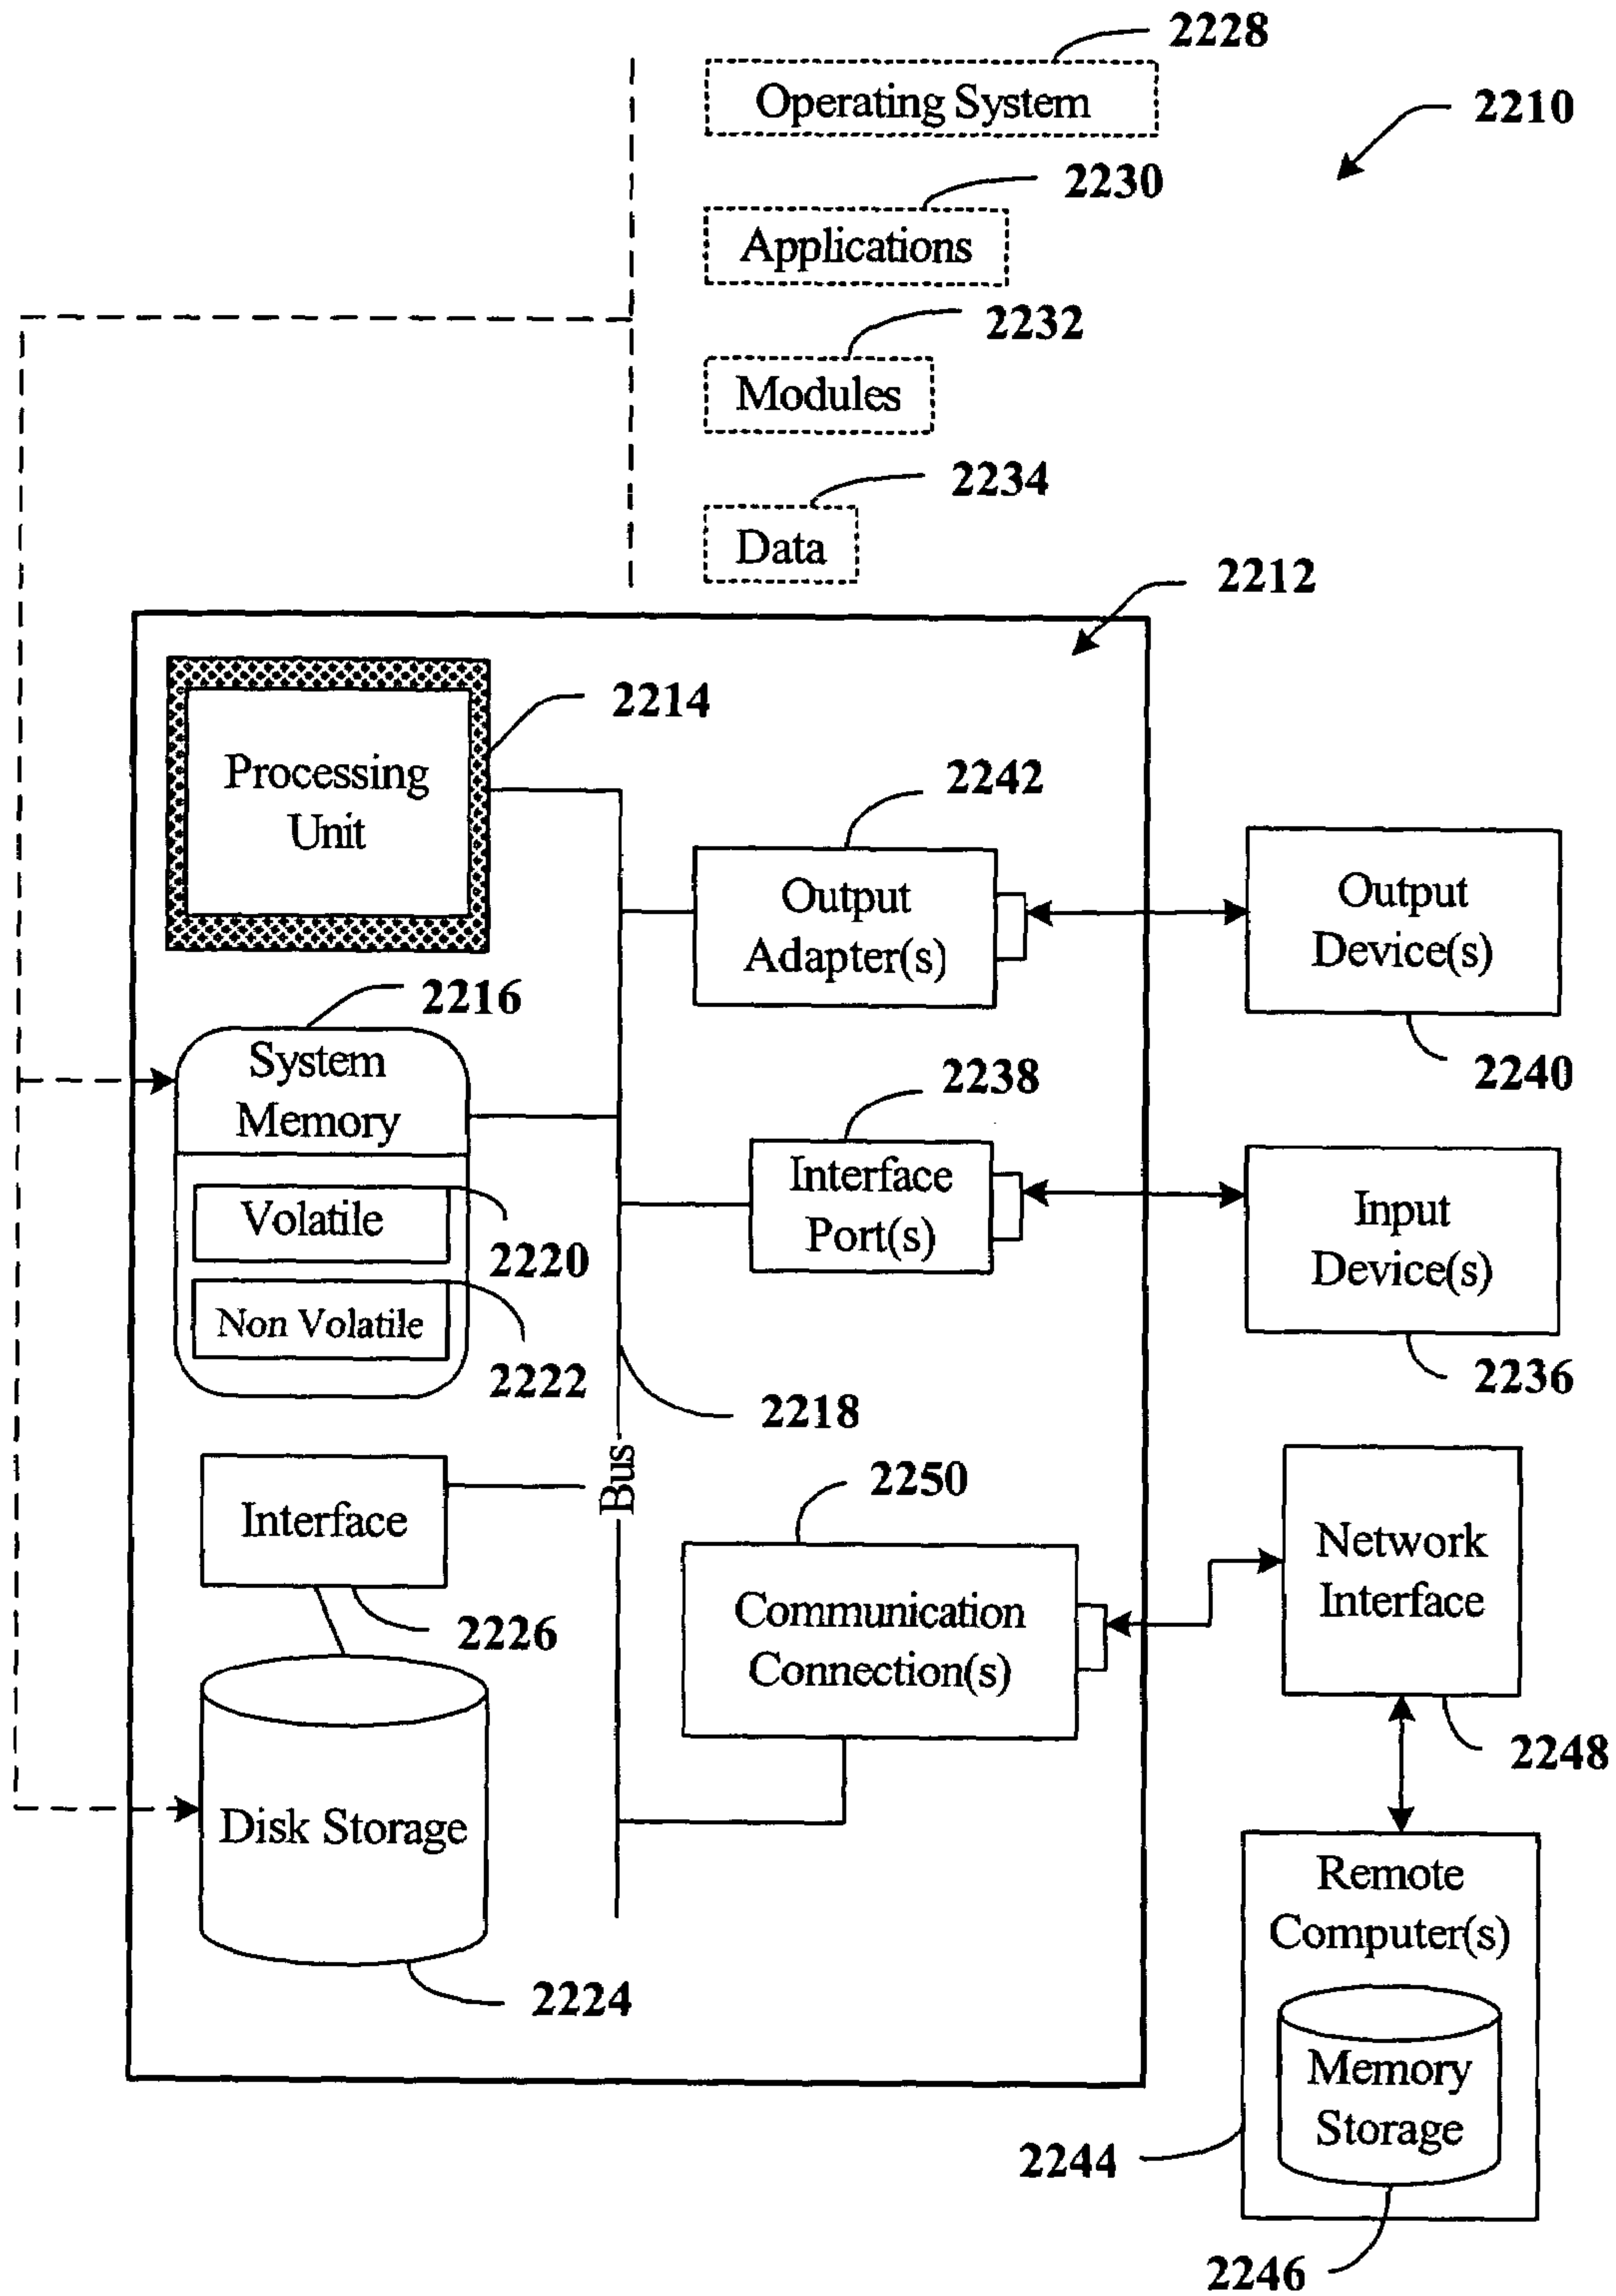 2228
Operating System
2210
2230
Applications
2232
Modules
2234
Data
2212
2214
Processing
Unit
2242
Output
Adapter(s)
Output
Device(s)
2240
2216
System
Memory
2238
Interface
Port(s)
Input
Device(s)
2236
Volatile
2220
Non Volatile
2222
2218
Bus
Interface
2226
2250
Communication
Connection(s)
Network
Interface
2248
Disk Storage
2224
Remote
Computer(s)
Memory
Storage
2244
2246